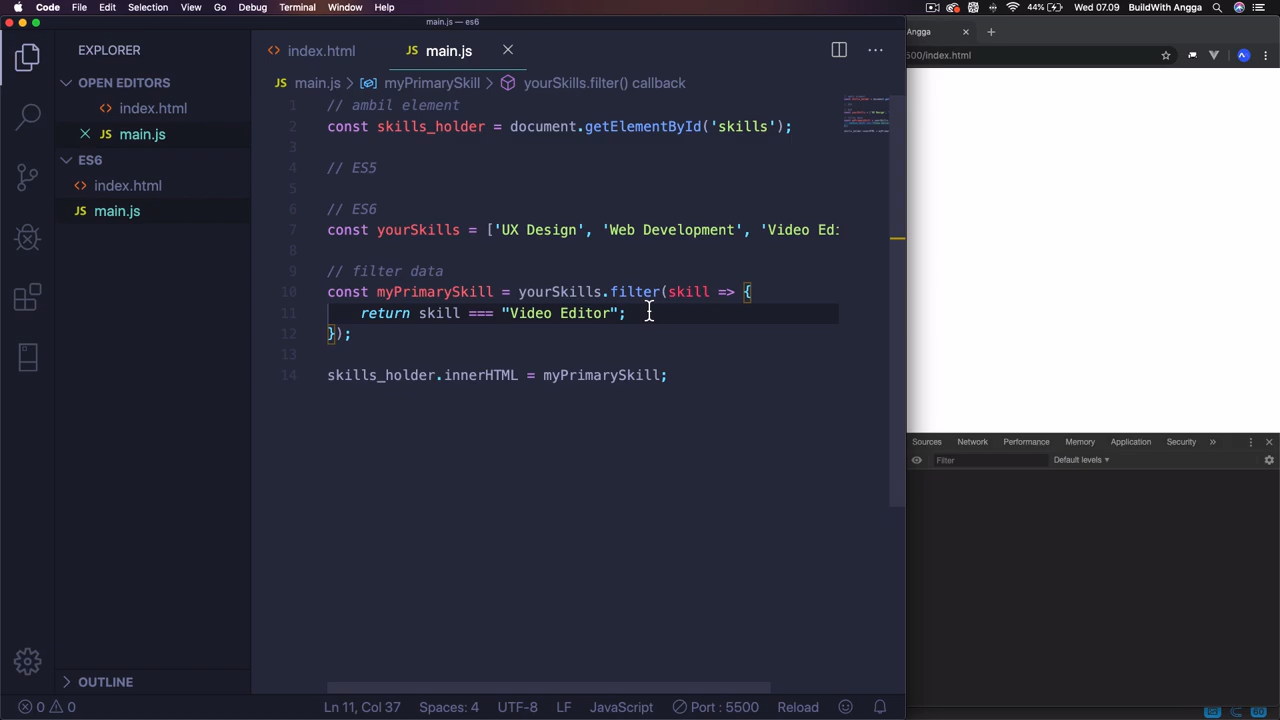 Code File Edit Selection View Go Debug Terminal Window Help 44% Wed 07.09 BuildWith Angga
main.js — es6
EXPLORER
OPEN EDITORS
index.html
main.js
ES6
index.html
main.js
OUTLINE
index.html
JS main.js
JS main.js > myPrimarySkill > yourSkills.filter() callback
1 // ambil element
2 const skills_holder = document.getElementById('skills');
3
4 // ES5
5
6 // ES6
7 const yourSkills = ['UX Design', 'Web Development', 'Video Edi
8
9 // filter data
10 const myPrimarySkill = yourSkills.filter(skill => {
11 return skill === "Video Editor";
12 });
13
14 skills_holder.innerHTML = myPrimarySkill;
0 0 Ln 11, Col 37 Spaces: 4 UTF-8 LF JavaScript Port : 5500 Reload
Angga
500/index.html
Sources Network Performance Memory Application Security
Filter Default levels